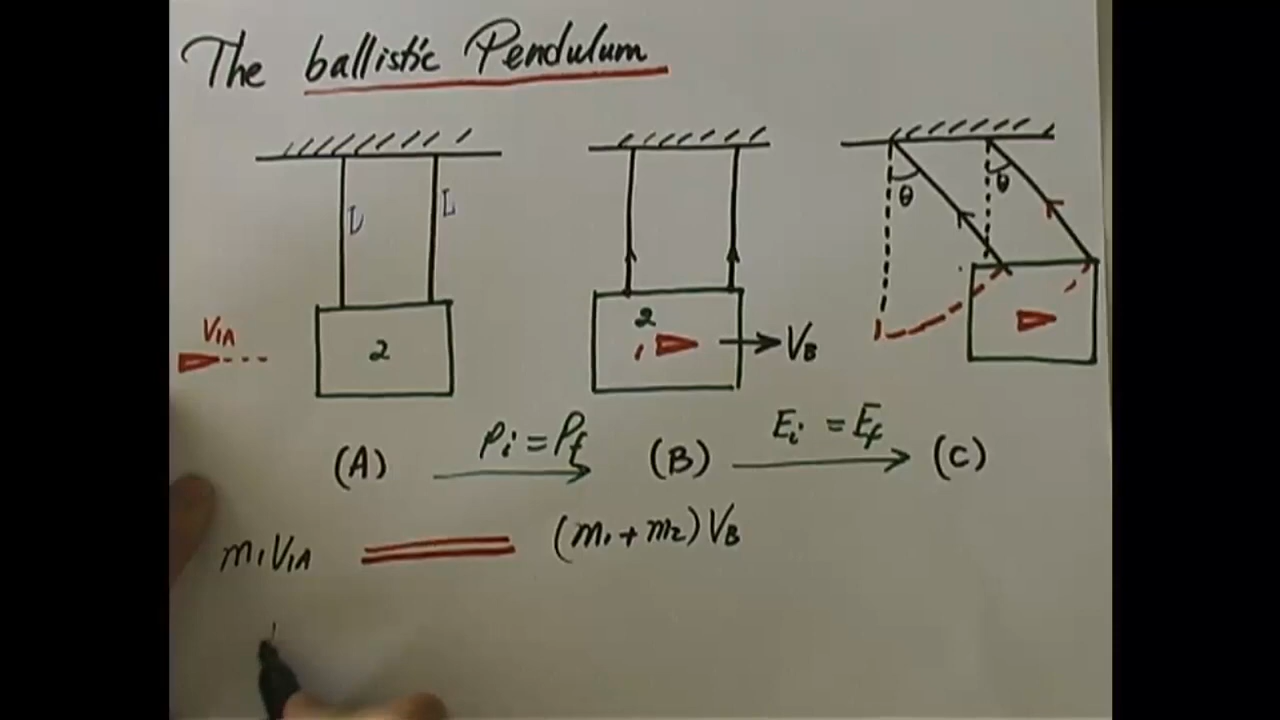 The ballistic Pendulum
L L θ θ
V1A 2 2 1 VB
(A) Pi = Pf (B) Ei = Ef (C)
m1V1A = (m1 + m2)VB